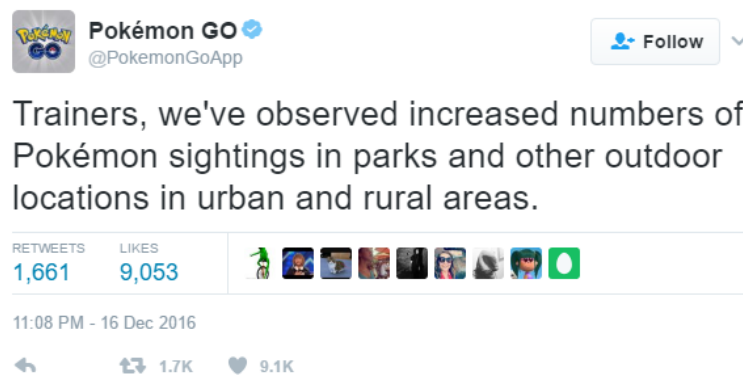 Pokémon GO
@PokemonGoApp
Follow
Trainers, we've observed increased numbers of
Pokémon sightings in parks and other outdoor
locations in urban and rural areas.
RETWEETS LIKES
1,661 9,053
11:08 PM - 16 Dec 2016
1.7K 9.1K